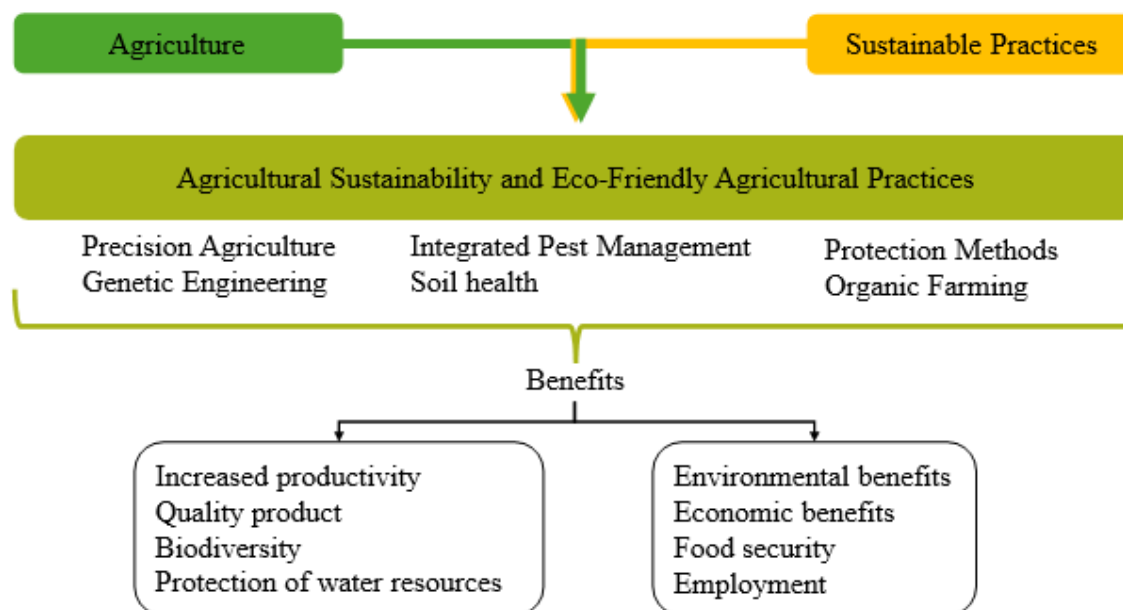 Agriculture
Sustainable Practices
Agricultural Sustainability and Eco-Friendly Agricultural Practices
Precision Agriculture
Genetic Engineering
Integrated Pest Management
Soil health
Protection Methods
Organic Farming
Benefits
Increased productivity
Quality product
Biodiversity
Protection of water resources
Environmental benefits
Economic benefits
Food security
Employment